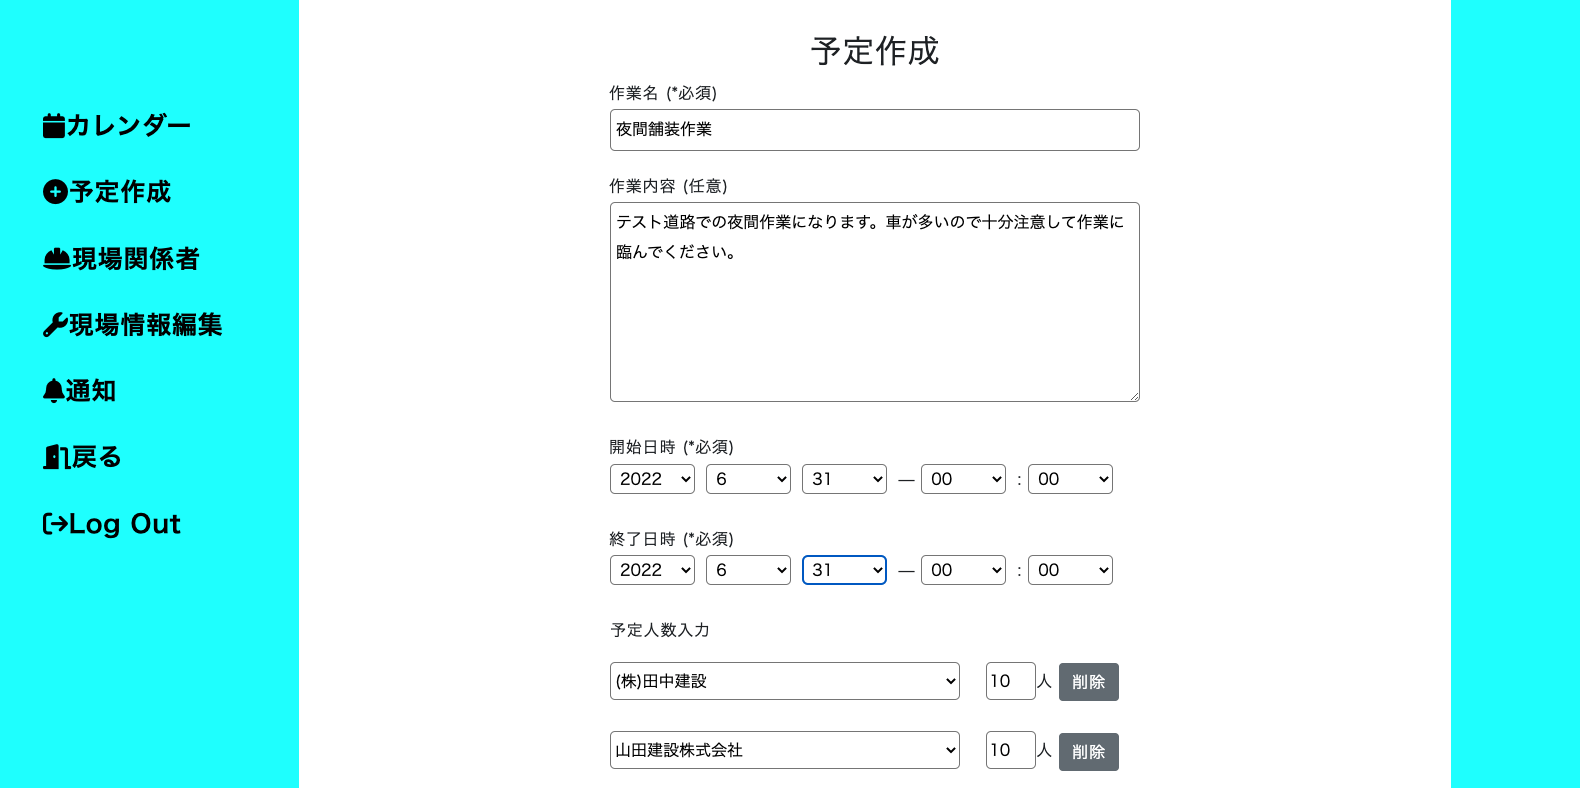 カレンダー
予定作成
現場関係者
現場情報編集
通知
戻る
Log Out
予定作成
作業名 (*必須)
夜間舗装作業
作業内容 (任意)
テスト道路での夜間作業になります。車が多いので十分注意して作業に
臨んでください。
開始日時 (*必須)
2022 6 31 — 00 : 00
終了日時 (*必須)
2022 6 31 — 00 : 00
予定人数入力
(株)田中建設 10 人 削除
山田建設株式会社 10 人 削除